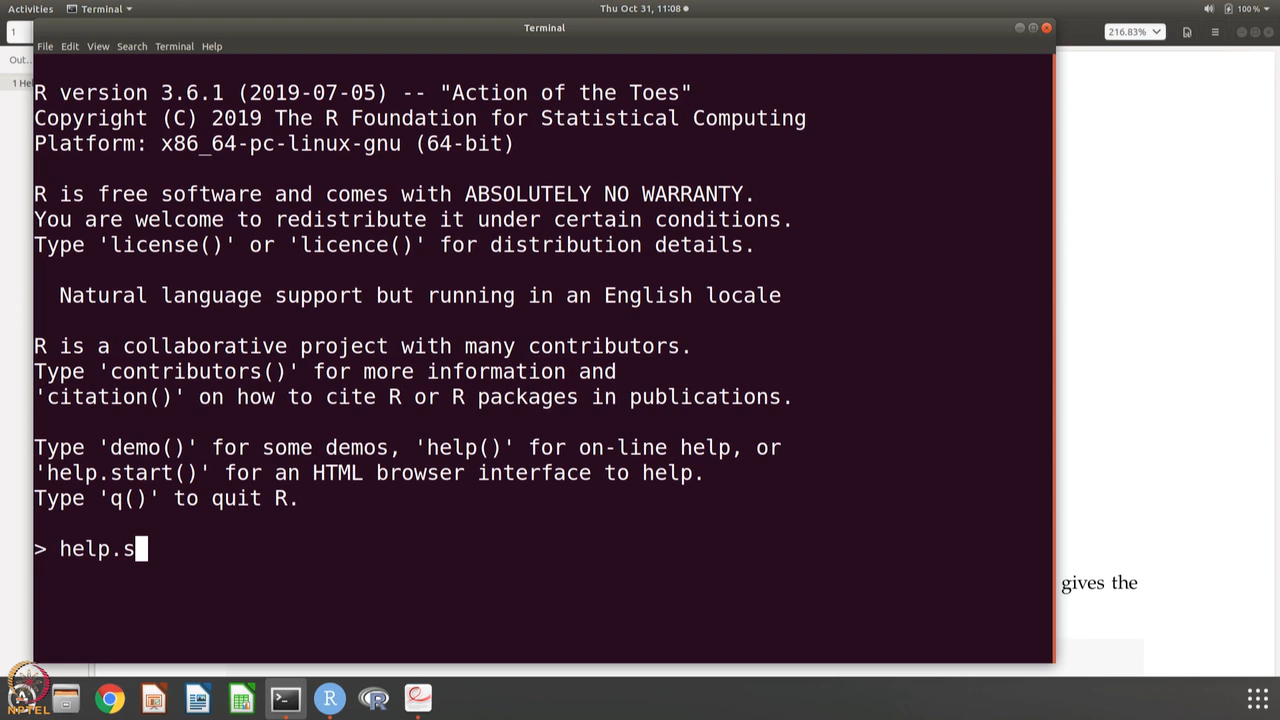 Activities Terminal Thu Oct 31, 11:08 100 %
Terminal
1 216.83%
File Edit View Search Terminal Help
Out...
1 Hel
R version 3.6.1 (2019-07-05) -- "Action of the Toes"
Copyright (C) 2019 The R Foundation for Statistical Computing
Platform: x86_64-pc-linux-gnu (64-bit)
R is free software and comes with ABSOLUTELY NO WARRANTY.
You are welcome to redistribute it under certain conditions.
Type 'license()' or 'licence()' for distribution details.
Natural language support but running in an English locale
R is a collaborative project with many contributors.
Type 'contributors()' for more information and
'citation()' on how to cite R or R packages in publications.
Type 'demo()' for some demos, 'help()' for on-line help, or
'help.start()' for an HTML browser interface to help.
Type 'q()' to quit R.
> help.s
gives the
R R
NPTEL